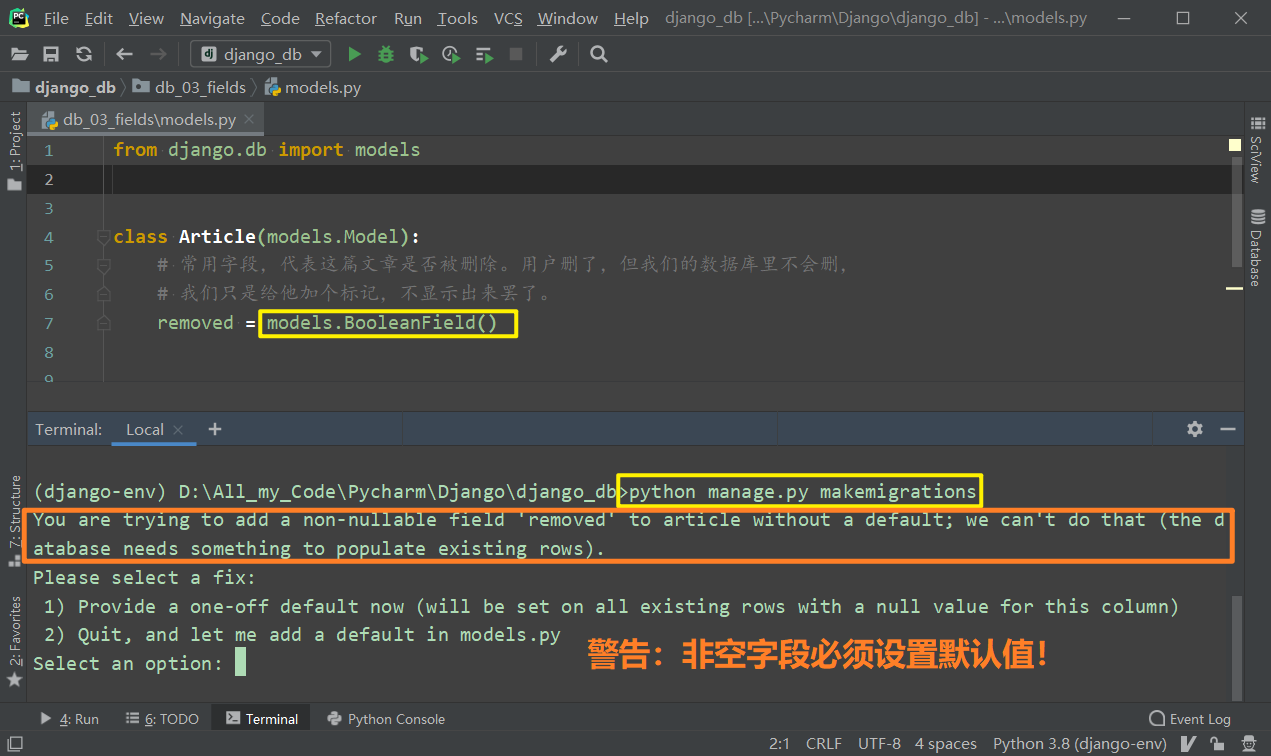 File Edit View Navigate Code Refactor Run Tools VCS Window Help django_db [...\Pycharm\Django\django_db] - ...\models.py
django_db
django_db db_03_fields models.py
1: Project
db_03_fields\models.py
1 from django.db import models
2
3
4 class Article(models.Model):
5 # 常用字段，代表这篇文章是否被删除。用户删了，但我们的数据库里不会删，
6 # 我们只是给他加个标记，不显示出来罢了。
7 removed = models.BooleanField()
8
9
SciView
Database
Terminal: Local +
7: Structure
2: Favorites
(django-env) D:\All_my_Code\Pycharm\Django\django_db>python manage.py makemigrations
You are trying to add a non-nullable field 'removed' to article without a default; we can't do that (the d
atabase needs something to populate existing rows).
Please select a fix:
1) Provide a one-off default now (will be set on all existing rows with a null value for this column)
2) Quit, and let me add a default in models.py
Select an option:
警告：非空字段必须设置默认值！
4: Run 6: TODO Terminal Python Console Event Log
2:1 CRLF UTF-8 4 spaces Python 3.8 (django-env)